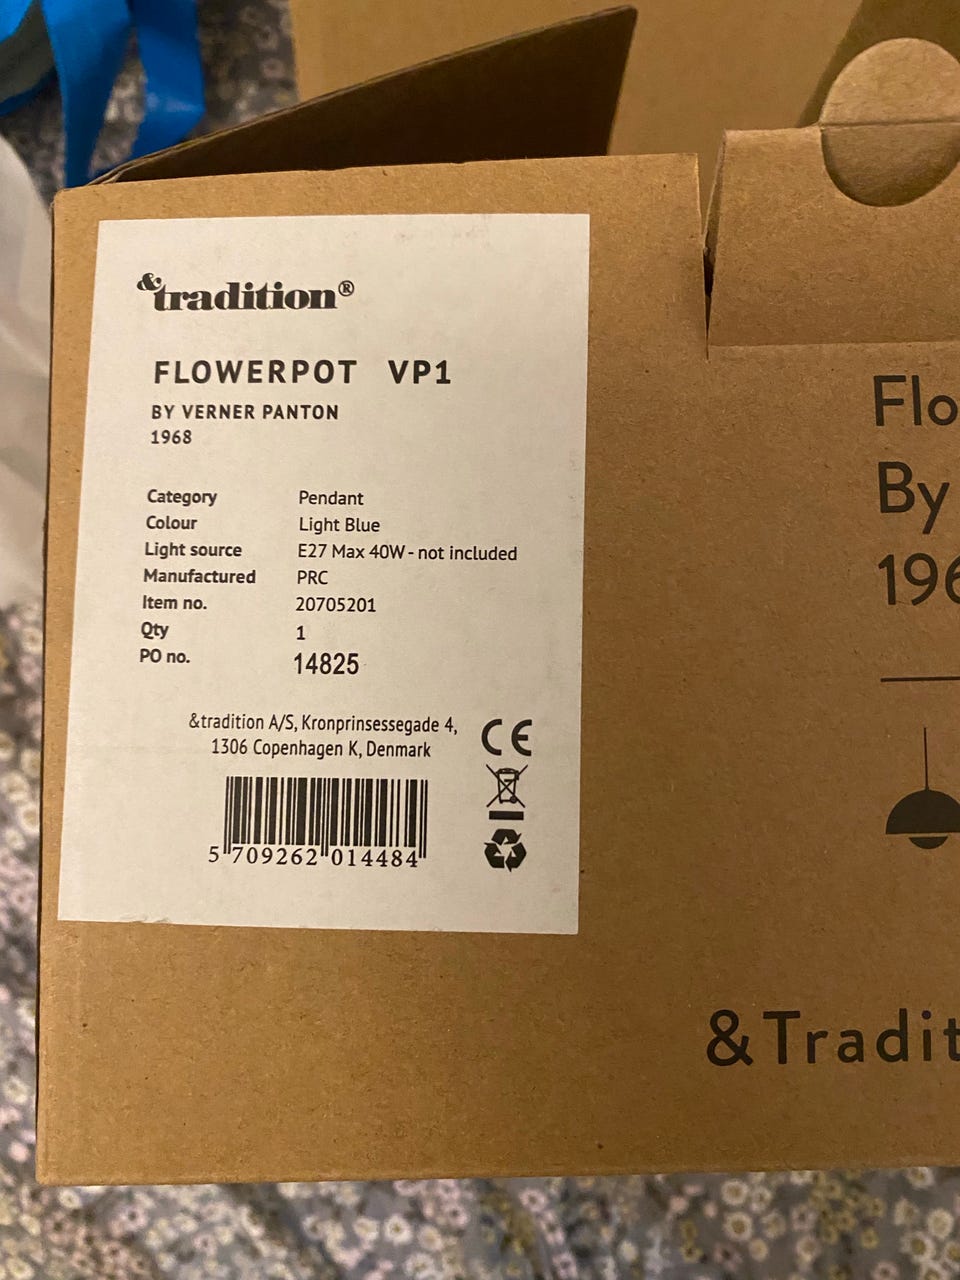 &tradition®
FLOWERPOT VP1
BY VERNER PANTON
1968
Category Pendant
Colour Light Blue
Light source E27 Max 40W - not included
Manufactured PRC
Item no. 20705201
Qty 1
PO no. 14825
&tradition A/S, Kronprinsessegade 4,
1306 Copenhagen K, Denmark
CE
5 709262 014484
Flo
By
196
&Tradit